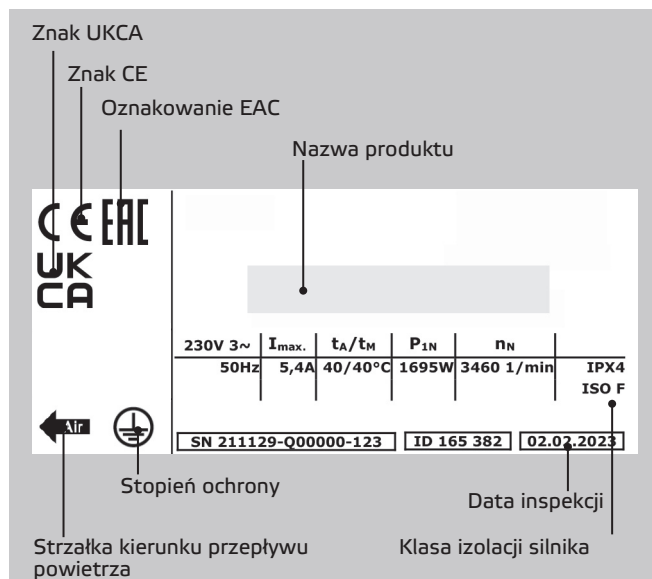 Znak UKCA
Znak CE
Oznakowanie EAC
Nazwa produktu
CE EAC
UK
CA
230V 3~ Imax. tA/tM P1N nN
50Hz 5,4A 40/40°C 1695W 3460 1/min IPX4
ISO F
Air
SN 211129-Q00000-123 ID 165 382 02.02.2023
Stopień ochrony
Data inspekcji
Strzałka kierunku przepływu
powietrza
Klasa izolacji silnika